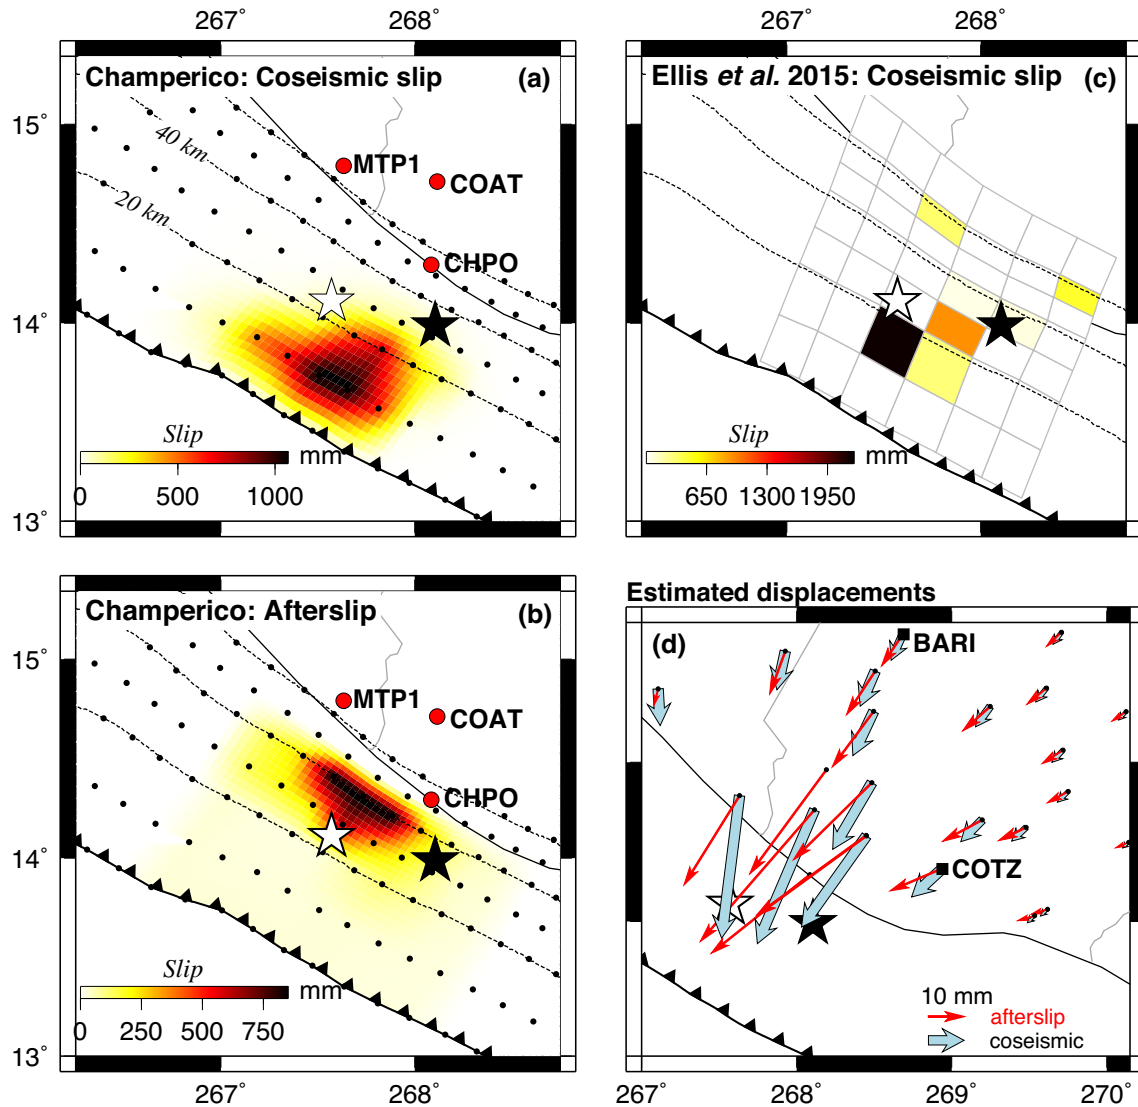 267° 268° 267° 268°
Champerico: Coseismic slip (a)
15°
40 km
20 km
MTP1
COAT
CHPO
14°
Slip
mm
0 500 1000
13°
Ellis et al. 2015: Coseismic slip (c)
Slip
mm
650 1300 1950
Champerico: Afterslip (b)
15°
MTP1
COAT
CHPO
14°
Slip
mm
0 250 500 750
13°
267° 268°
Estimated displacements
(d)
BARI
COTZ
10 mm
afterslip
coseismic
267° 268° 269° 270°